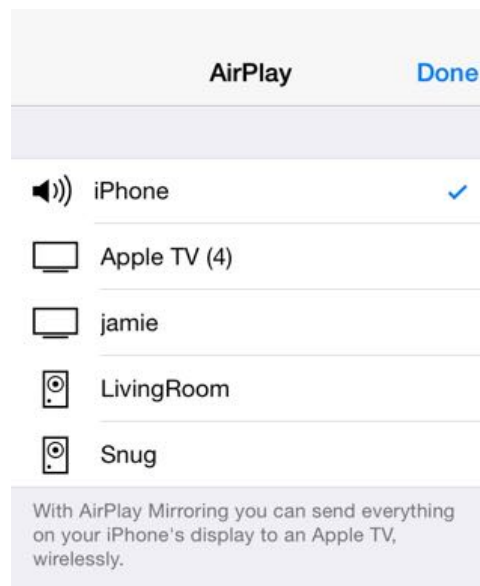 AirPlay Done
iPhone
Apple TV (4)
jamie
LivingRoom
Snug
With AirPlay Mirroring you can send everything
on your iPhone's display to an Apple TV,
wirelessly.